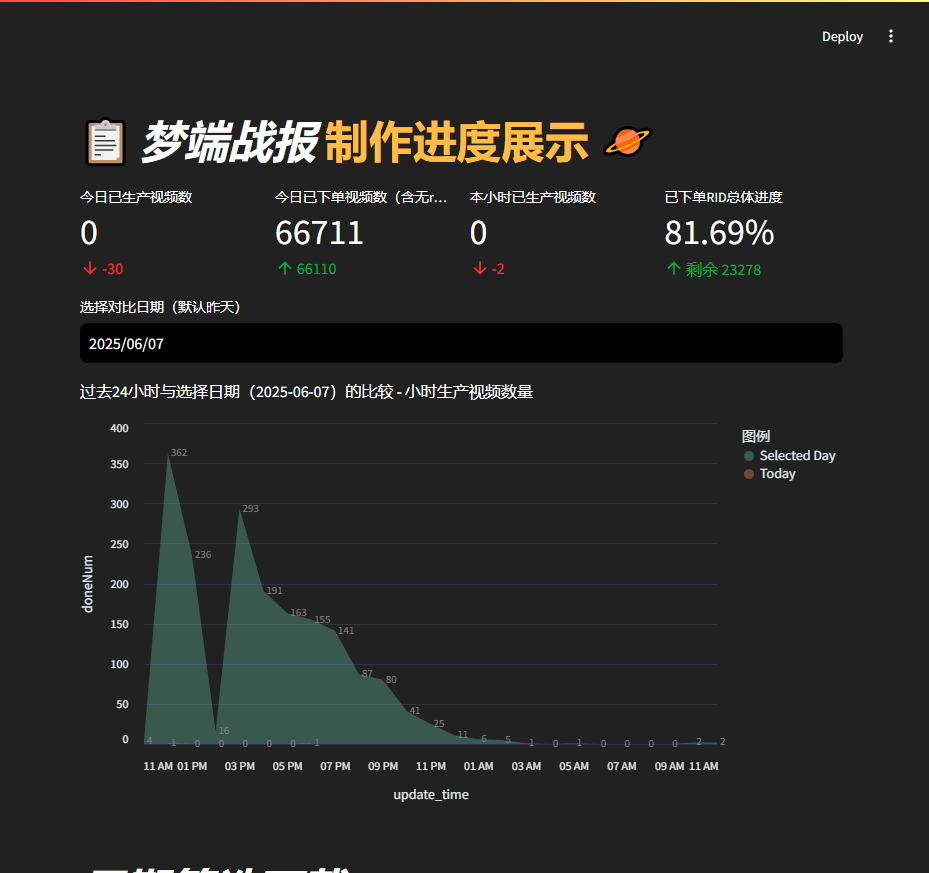 Deploy
梦端战报 制作进度展示
今日已生产视频数
0
-30
今日已下单视频数（含无r...
66711
66110
本小时已生产视频数
0
-2
已下单RID总体进度
81.69%
剩余 23278
选择对比日期（默认昨天）
2025/06/07
过去24小时与选择日期（2025-06-07）的比较 - 小时生产视频数量
400
350
300
250
200
150
100
50
0
doneNum
362
236
293
191
163
155
141
87
80
41
25
16
11
6
5
4 1 0 0 0 0 0 1 1 0 1 0 0 0 0 2 2
11 AM 01 PM 03 PM 05 PM 07 PM 09 PM 11 PM 01 AM 03 AM 05 AM 07 AM 09 AM 11 AM
update_time
图例
Selected Day
Today